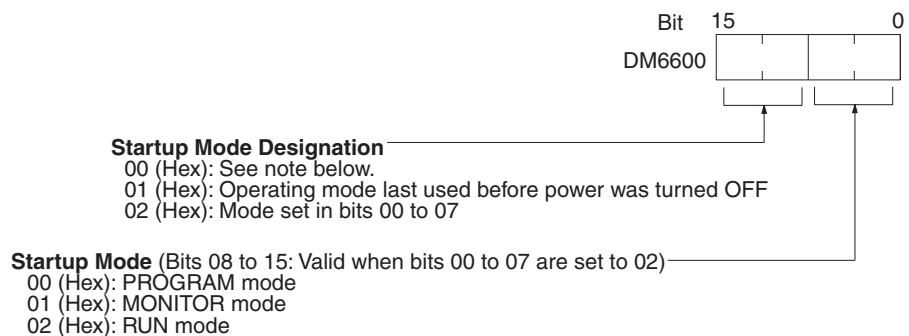 Bit 15 0
DM6600
Startup Mode Designation
00 (Hex): See note below.
01 (Hex): Operating mode last used before power was turned OFF
02 (Hex): Mode set in bits 00 to 07
Startup Mode (Bits 08 to 15: Valid when bits 00 to 07 are set to 02)
00 (Hex): PROGRAM mode
01 (Hex): MONITOR mode
02 (Hex): RUN mode